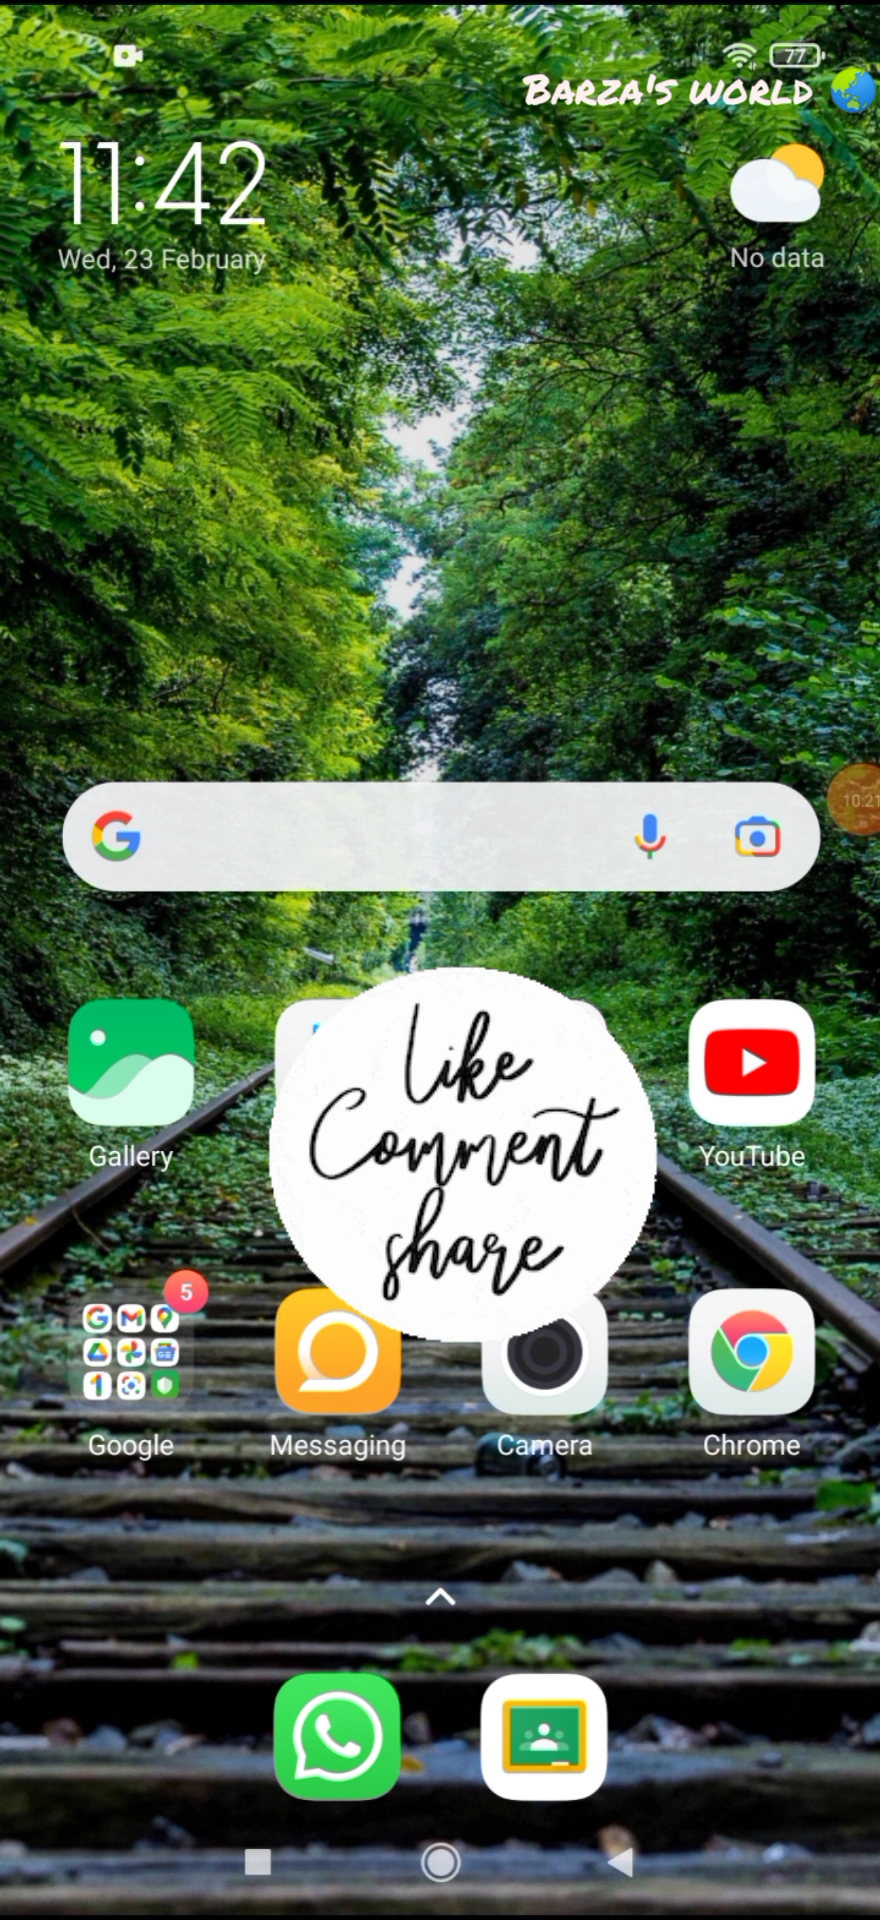 77
BARZA'S WORLD
11:42
Wed, 23 February
No data
10:21
like
Comment
share
Gallery
YouTube
5
Google
Messaging
Camera
Chrome